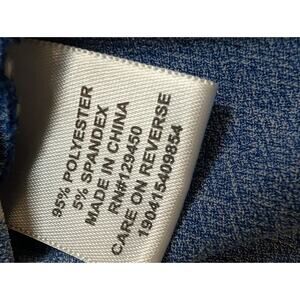 95% POLYESTER
5% SPANDEX
MADE IN CHINA
RN#129450
CARE ON REVERSE
190415409854